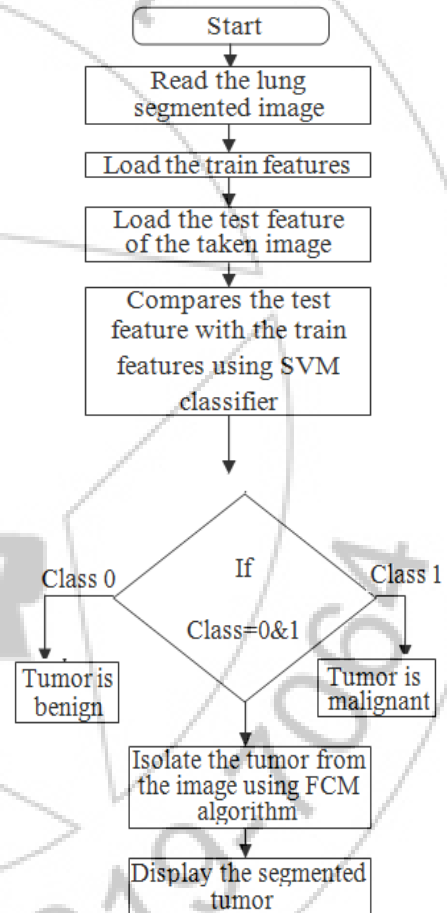 Start
Read the lung
segmented image
Load the train features
Load the test feature
of the taken image
Compares the test
feature with the train
features using SVM
classifier
If
Class=0&1
Class 0
Class 1
Tumor is
benign
Tumor is
malignant
Isolate the tumor from
the image using FCM
algorithm
Display the segmented
tumor